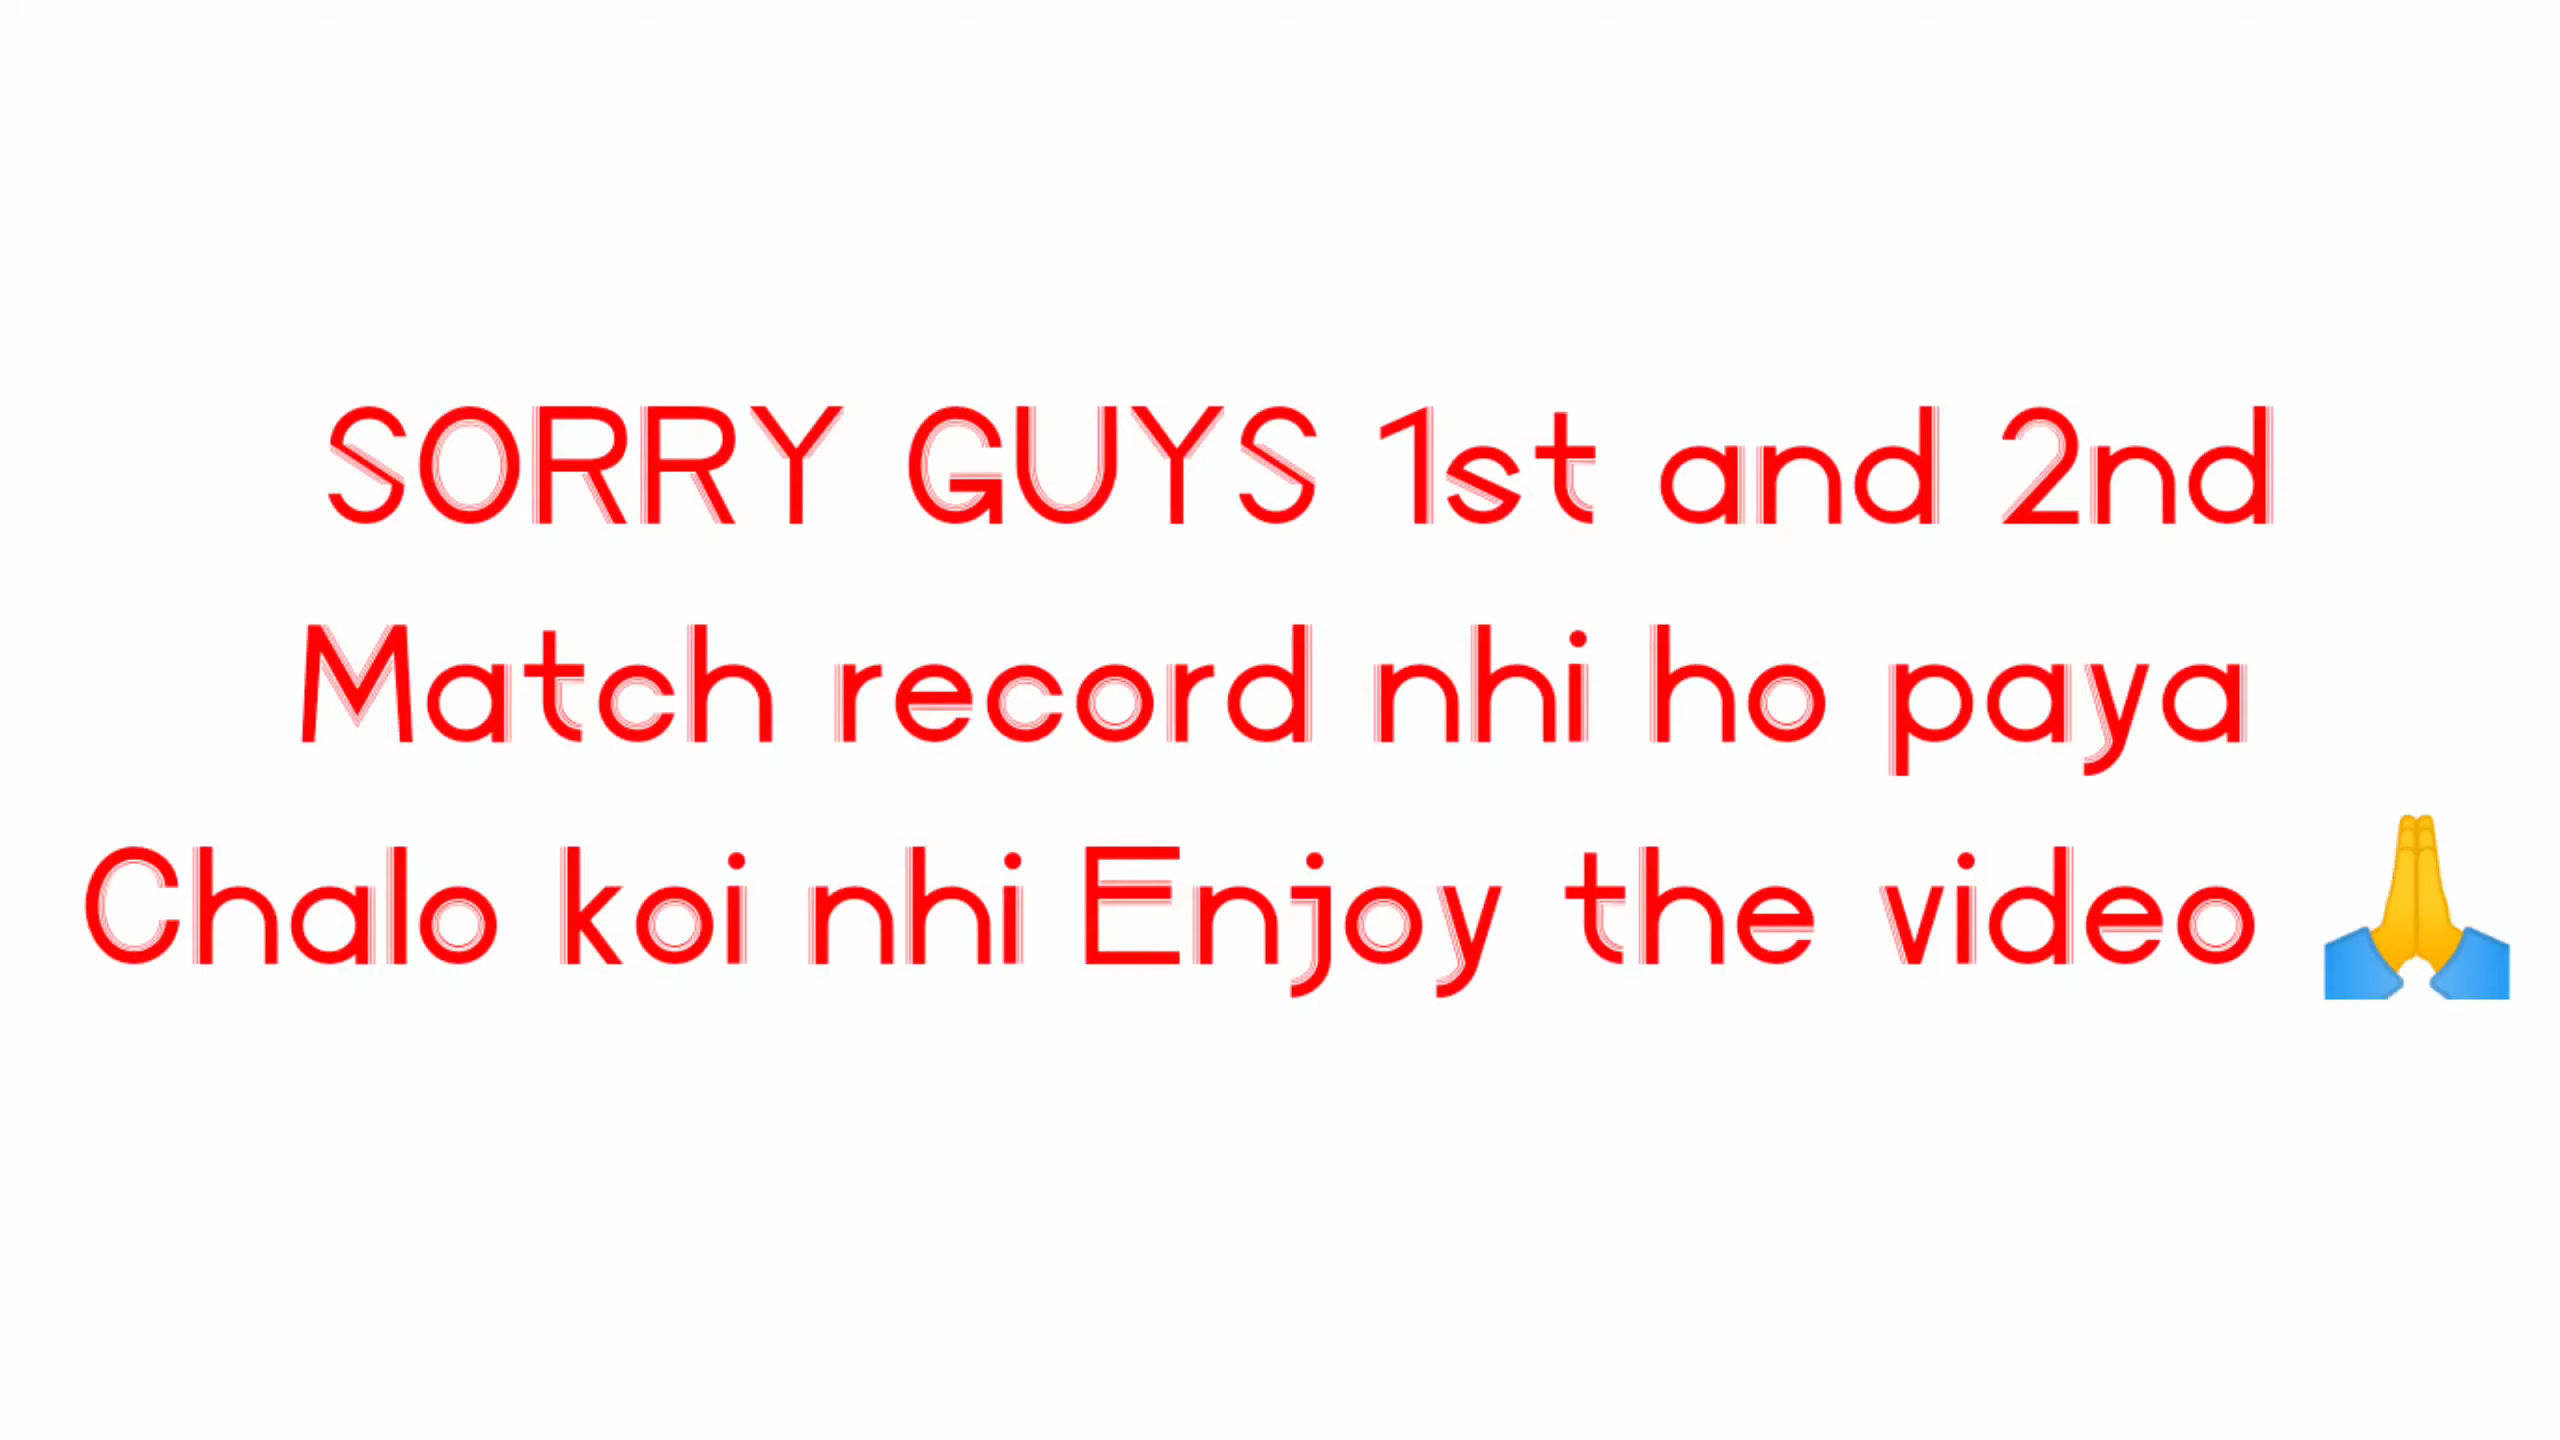 SORRY GUYS 1st and 2nd
Match record nhi ho paya
Chalo koi nhi Enjoy the video 🙏